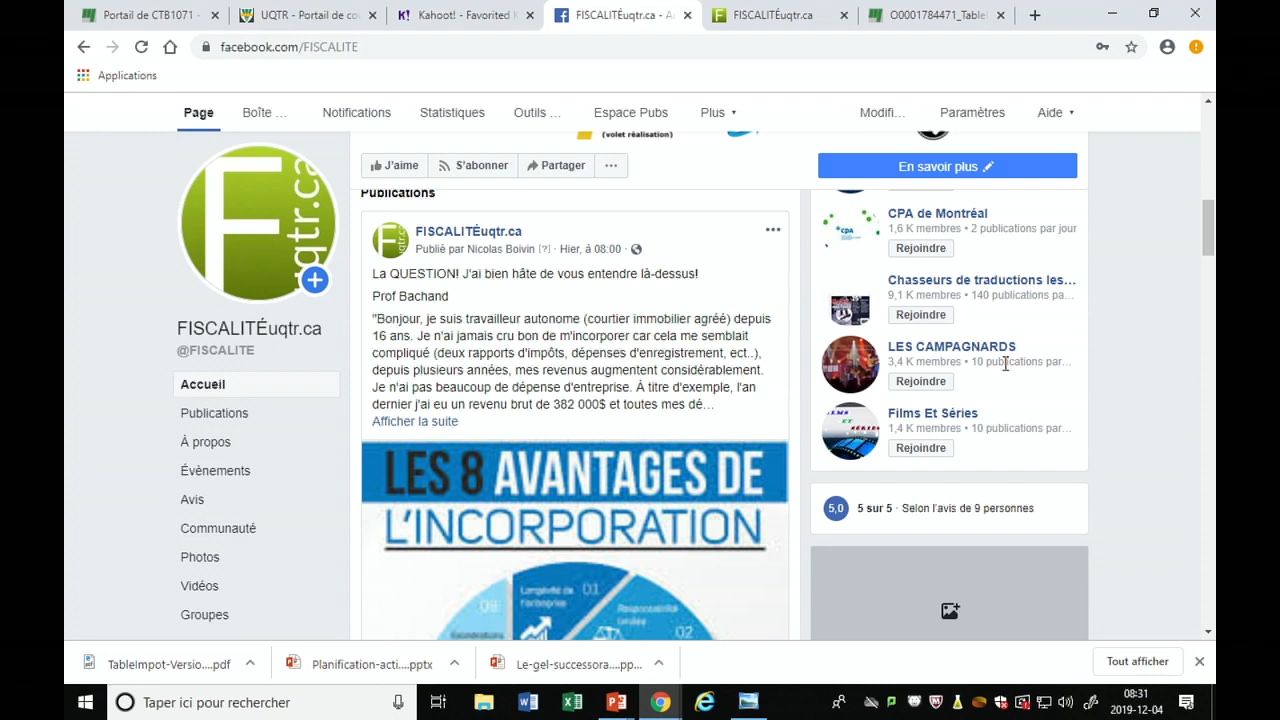 Portail de CTB1071 -
UQTR - Portail de co
Kahoot! - Favorited K
FISCALITÉuqtr.ca - A
FISCALITÉuqtr.ca
O0001784471_Table
facebook.com/FISCALITE
Applications
Page Boîte ... Notifications Statistiques Outils ... Espace Pubs Plus Modifi... Paramètres Aide
(volet réalisation)
J'aime S'abonner Partager ... En savoir plus
Publications
FISCALITÉuqtr.ca
Publié par Nicolas Boivin [?] · Hier, à 08:00 ·
La QUESTION! J'ai bien hâte de vous entendre là-dessus!
Prof Bachand
"Bonjour, je suis travailleur autonome (courtier immobilier agréé) depuis
16 ans. Je n'ai jamais cru bon de m'incorporer car cela me semblait
compliqué (deux rapports d'impôts, dépenses d'enregistrement, ect..),
depuis plusieurs années, mes revenus augmentent considérablement.
Je n'ai pas beaucoup de dépense d'entreprise. À titre d'exemple, l'an
dernier j'ai eu un revenu brut de 382 000$ et toutes mes dé...
Afficher la suite
LES 8 AVANTAGES DE
L'INCORPORATION
Longévité de
l'entreprise
01
Responsabilité
limitée
02
08
F
uqtr.ca
FISCALITÉuqtr.ca
@FISCALITE
Accueil
Publications
À propos
Évènements
Avis
Communauté
Photos
Vidéos
Groupes
CPA
CPA de Montréal
1,6 K membres • 2 publications par jour
Rejoindre
Chasseurs de traductions les...
9,1 K membres • 140 publications pa...
Rejoindre
LES CAMPAGNARDS
3,4 K membres • 10 publications par...
Rejoindre
Films Et Séries
1,4 K membres • 10 publications par...
Rejoindre
5,0 5 sur 5 · Selon l'avis de 9 personnes
TableImpot-Versio....pdf
Planification-acti....pptx
Le-gel-successora....pp...
Tout afficher
Taper ici pour rechercher
08:31
2019-12-04